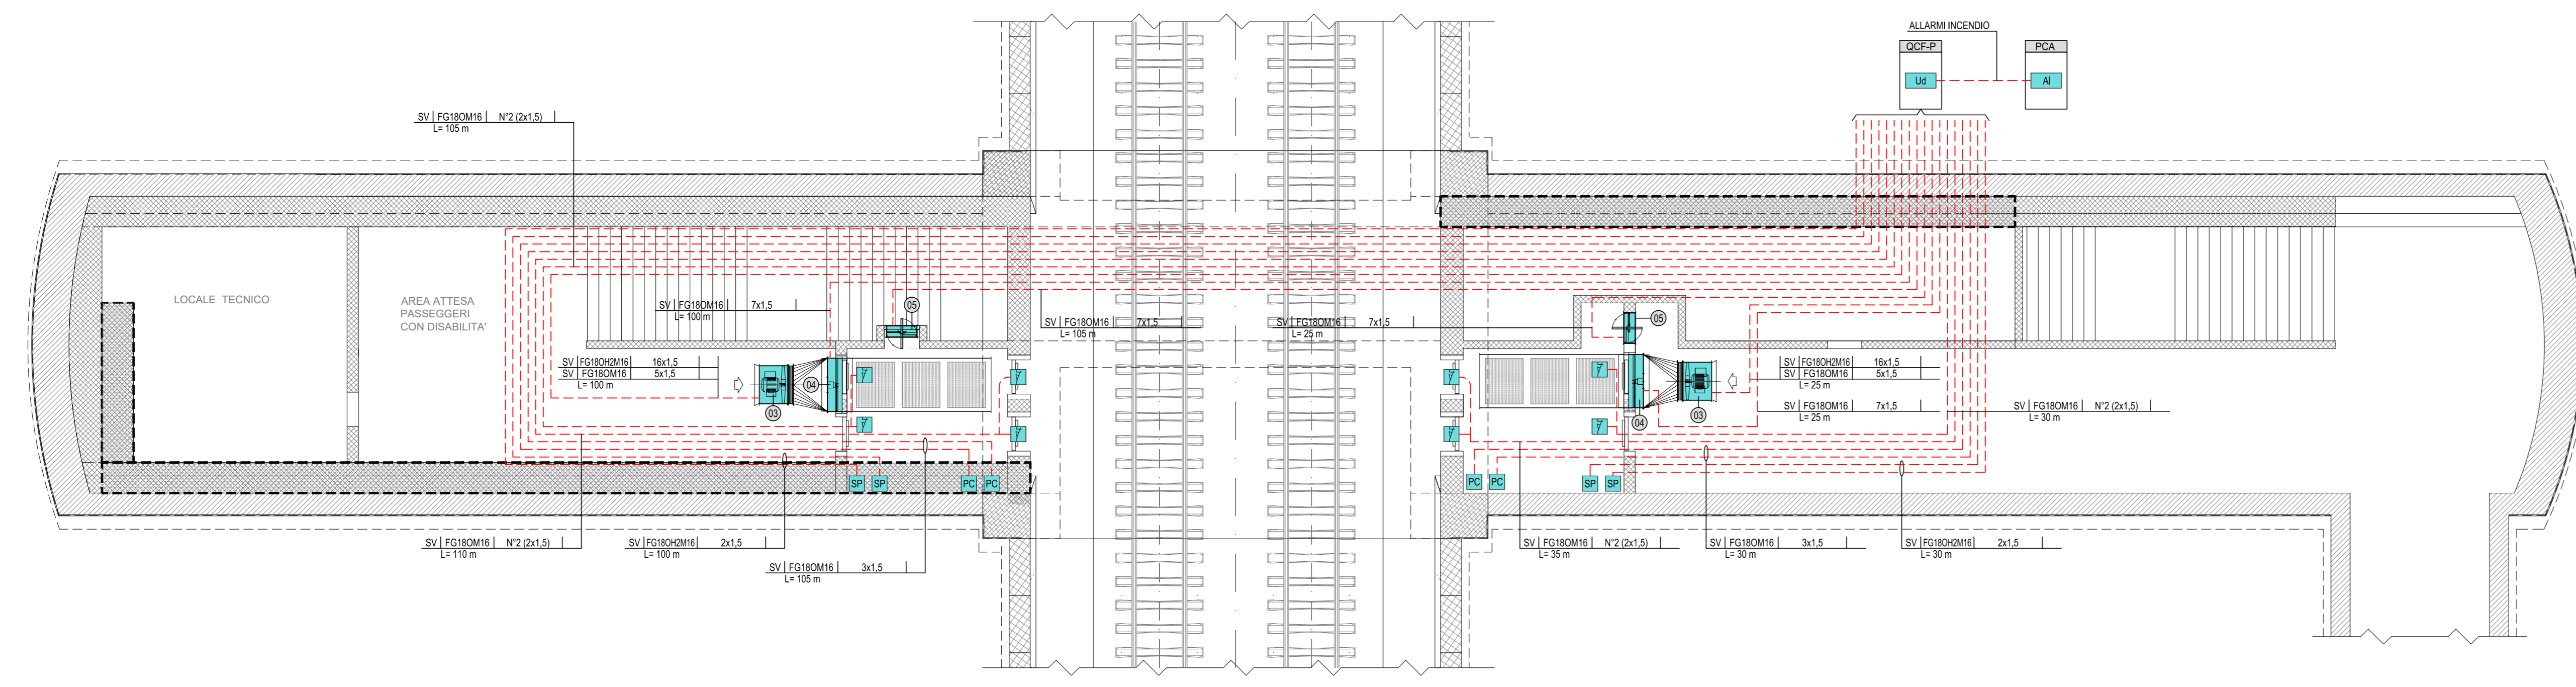 ALLARMI INCENDIO
QCF-P
PCA
Ud
AI
SV FG18OM16 N°2 (2x1,5)
L= 105 m
LOCALE TECNICO
AREA ATTESA
PASSEGGERI
CON DISABILITA'
SV FG18OM16 7x1,5
L= 100 m
05
SV FG18OM16 7x1,5
L= 105 m
SV FG18OM16 7x1,5
L= 25 m
05
SV FG18OH2M16 16x1,5
SV FG18OM16 5x1,5
L= 100 m
03
04
SV FG18OH2M16 16x1,5
SV FG18OM16 5x1,5
L= 25 m
04
03
SV FG18OM16 7x1,5
L= 25 m
SV FG18OM16 N°2 (2x1,5)
L= 30 m
SP
SP
PC
PC
PC
PC
SP
SP
SV FG18OM16 N°2 (2x1,5)
L= 110 m
SV FG18OH2M16 2x1,5
L= 100 m
SV FG18OM16 3x1,5
L= 105 m
SV FG18OM16 N°2 (2x1,5)
L= 35 m
SV FG18OM16 3x1,5
L= 30 m
SV FG18OH2M16 2x1,5
L= 30 m